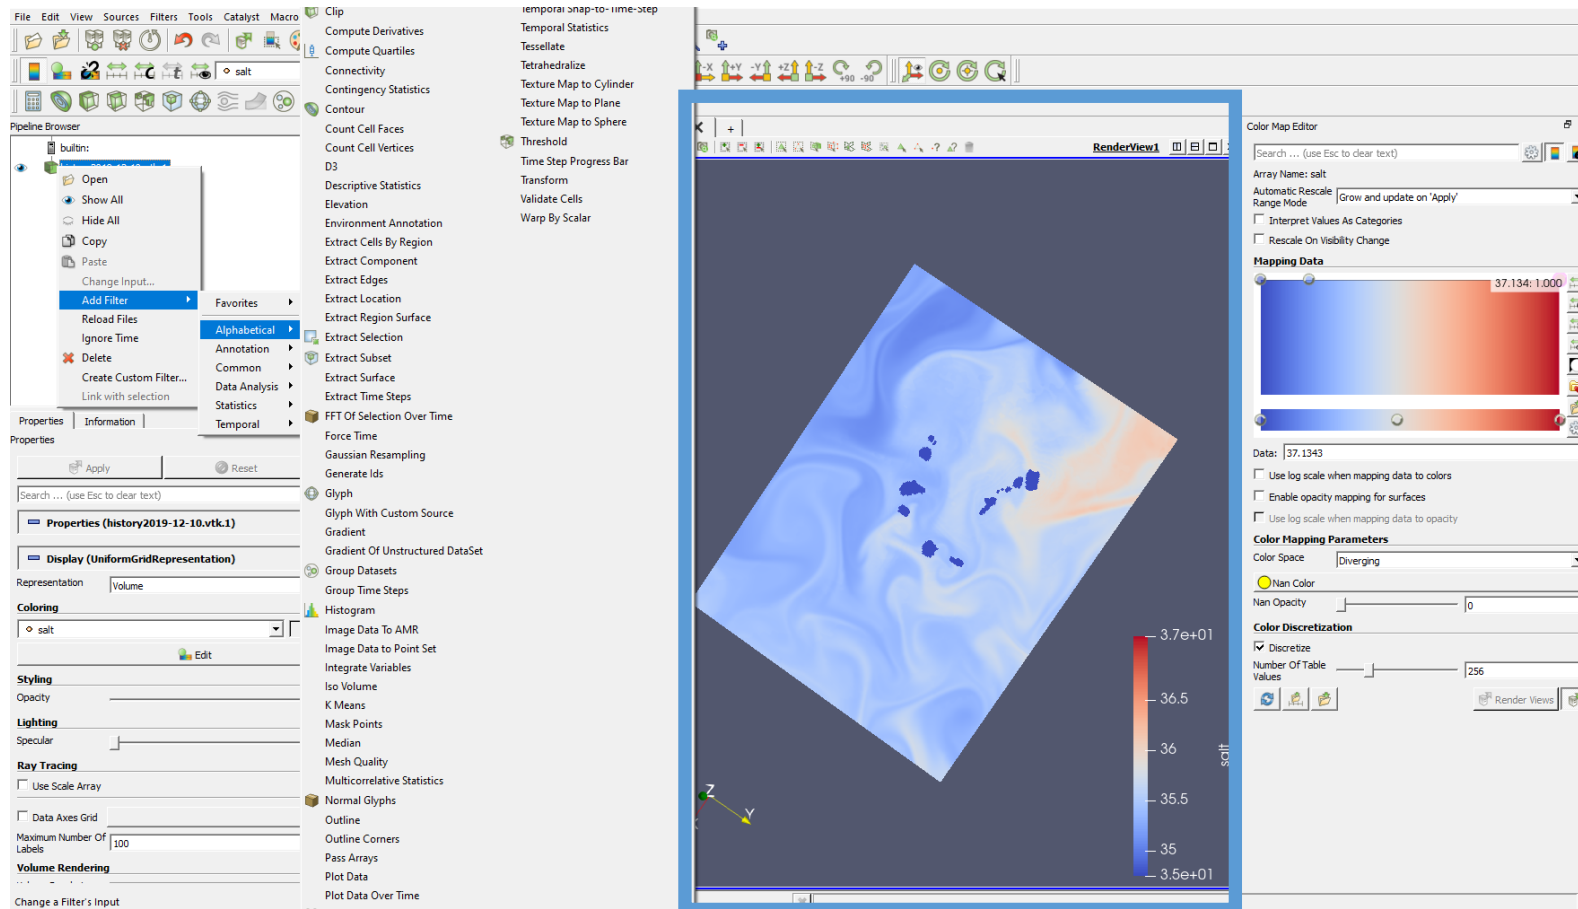 File Edit View Sources Filters Tools Catalyst Macro
salt
+X -X +Y -Y +Z -Z +90 -90
Pipeline Browser
builtin:
Open
Show All
Hide All
Copy
Paste
Change Input...
Add Filter
Reload Files
Ignore Time
Delete
Create Custom Filter...
Link with selection
Favorites
Alphabetical
Annotation
Common
Data Analysis
Statistics
Temporal
Properties Information
Properties
Apply Reset
Search ... (use Esc to clear text)
Properties (history2019-12-10.vtk.1)
Display (UniformGridRepresentation)
Representation Volume
Coloring
salt
Edit
Styling
Opacity
Lighting
Specular
Ray Tracing
Use Scale Array
Data Axes Grid
Maximum Number Of Labels 100
Volume Rendering
Change a Filter's Input
Clip
Compute Derivatives
Compute Quartiles
Connectivity
Contingency Statistics
Contour
Count Cell Faces
Count Cell Vertices
D3
Descriptive Statistics
Elevation
Environment Annotation
Extract Cells By Region
Extract Component
Extract Edges
Extract Location
Extract Region Surface
Extract Selection
Extract Subset
Extract Surface
Extract Time Steps
FFT Of Selection Over Time
Force Time
Gaussian Resampling
Generate Ids
Glyph
Glyph With Custom Source
Gradient
Gradient Of Unstructured DataSet
Group Datasets
Group Time Steps
Histogram
Image Data To AMR
Image Data to Point Set
Integrate Variables
Iso Volume
K Means
Mask Points
Median
Mesh Quality
Multicorrelative Statistics
Normal Glyphs
Outline
Outline Corners
Pass Arrays
Plot Data
Plot Data Over Time
Temporal Snap-to-Time-Step
Temporal Statistics
Tessellate
Tetrahedralize
Texture Map to Cylinder
Texture Map to Plane
Texture Map to Sphere
Threshold
Time Step Progress Bar
Transform
Validate Cells
Warp By Scalar
RenderView1
3.7e+01
36.5
36
35.5
35
3.5e+01
salt
Z
Y
Color Map Editor
Search ... (use Esc to clear text)
Array Name: salt
Automatic Rescale Range Mode Grow and update on 'Apply'
Interpret Values As Categories
Rescale On Visibility Change
Mapping Data
37.134: 1.000
Data: 37.1343
Use log scale when mapping data to colors
Enable opacity mapping for surfaces
Use log scale when mapping data to opacity
Color Mapping Parameters
Color Space Diverging
Nan Color
Nan Opacity 0
Color Discretization
Discretize
Number Of Table Values 256
Render Views